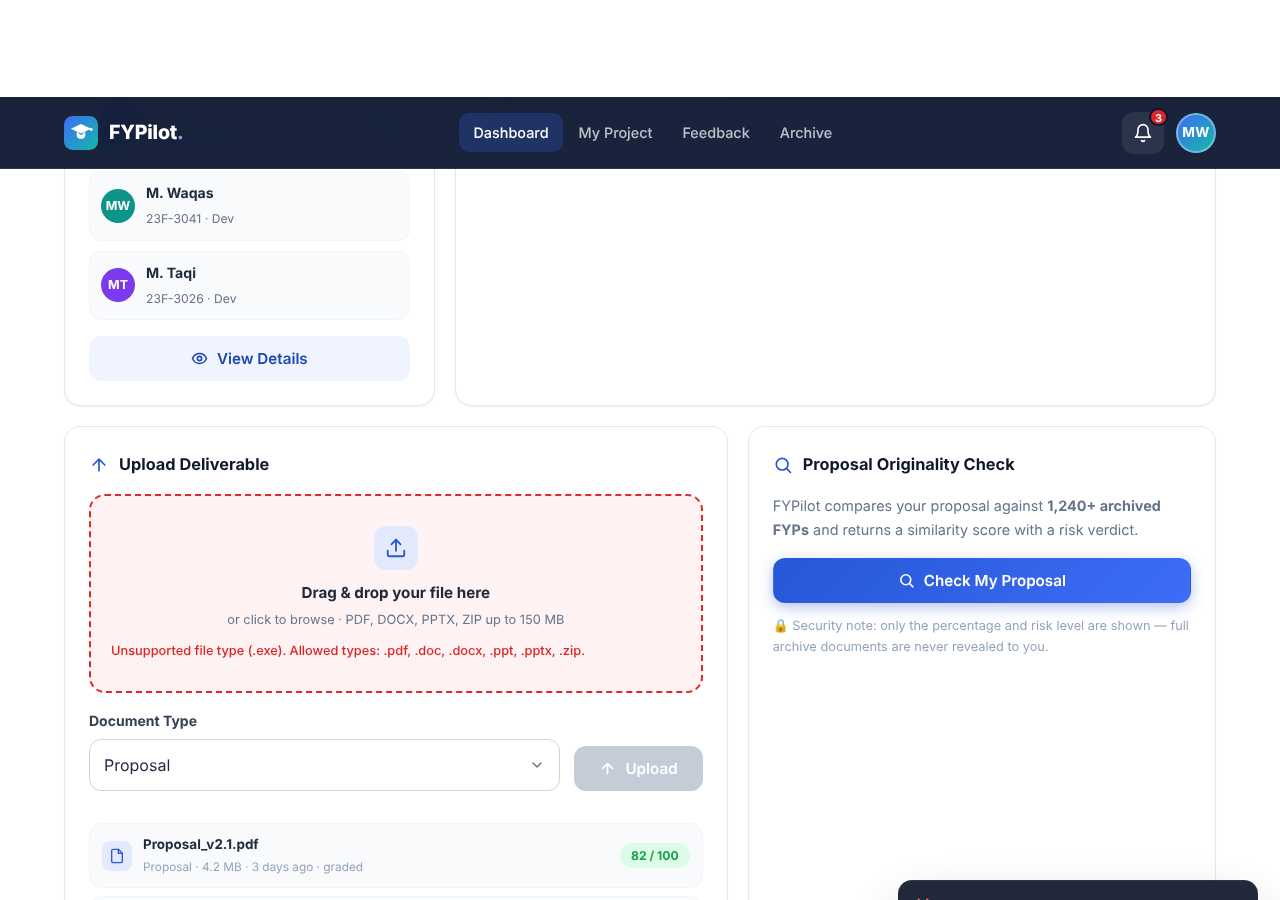 FYPilot.
Dashboard
My Project
Feedback
Archive
3
MW
MW
M. Waqas
23F-3041 · Dev
MT
M. Taqi
23F-3026 · Dev
View Details
Upload Deliverable
Drag & drop your file here
or click to browse · PDF, DOCX, PPTX, ZIP up to 150 MB
Unsupported file type (.exe). Allowed types: .pdf, .doc, .docx, .ppt, .pptx, .zip.
Document Type
Proposal
Upload
Proposal_v2.1.pdf
Proposal · 4.2 MB · 3 days ago · graded
82 / 100
Proposal Originality Check
FYPilot compares your proposal against 1,240+ archived
FYPs and returns a similarity score with a risk verdict.
Check My Proposal
🔒 Security note: only the percentage and risk level are shown — full
archive documents are never revealed to you.